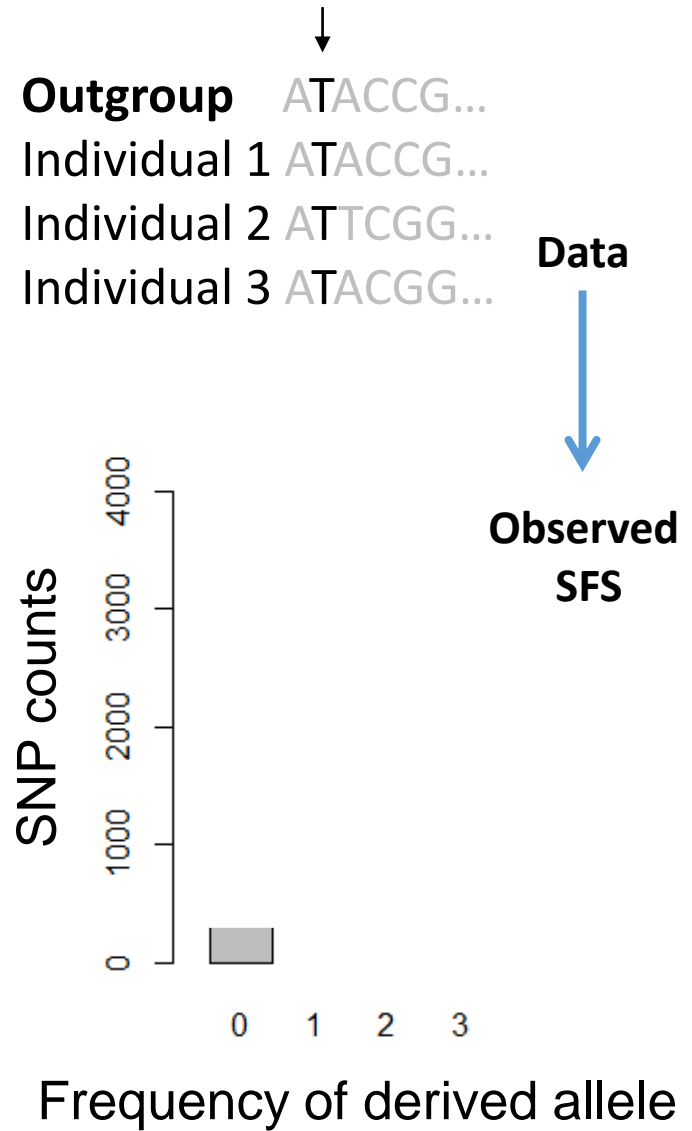 Outgroup ATACCG...
Individual 1 ATACCG...
Individual 2 ATTCGG...
Individual 3 ATACGG...
Data
Observed
SFS
SNP counts
4000
3000
2000
1000
0
0 1 2 3
Frequency of derived allele